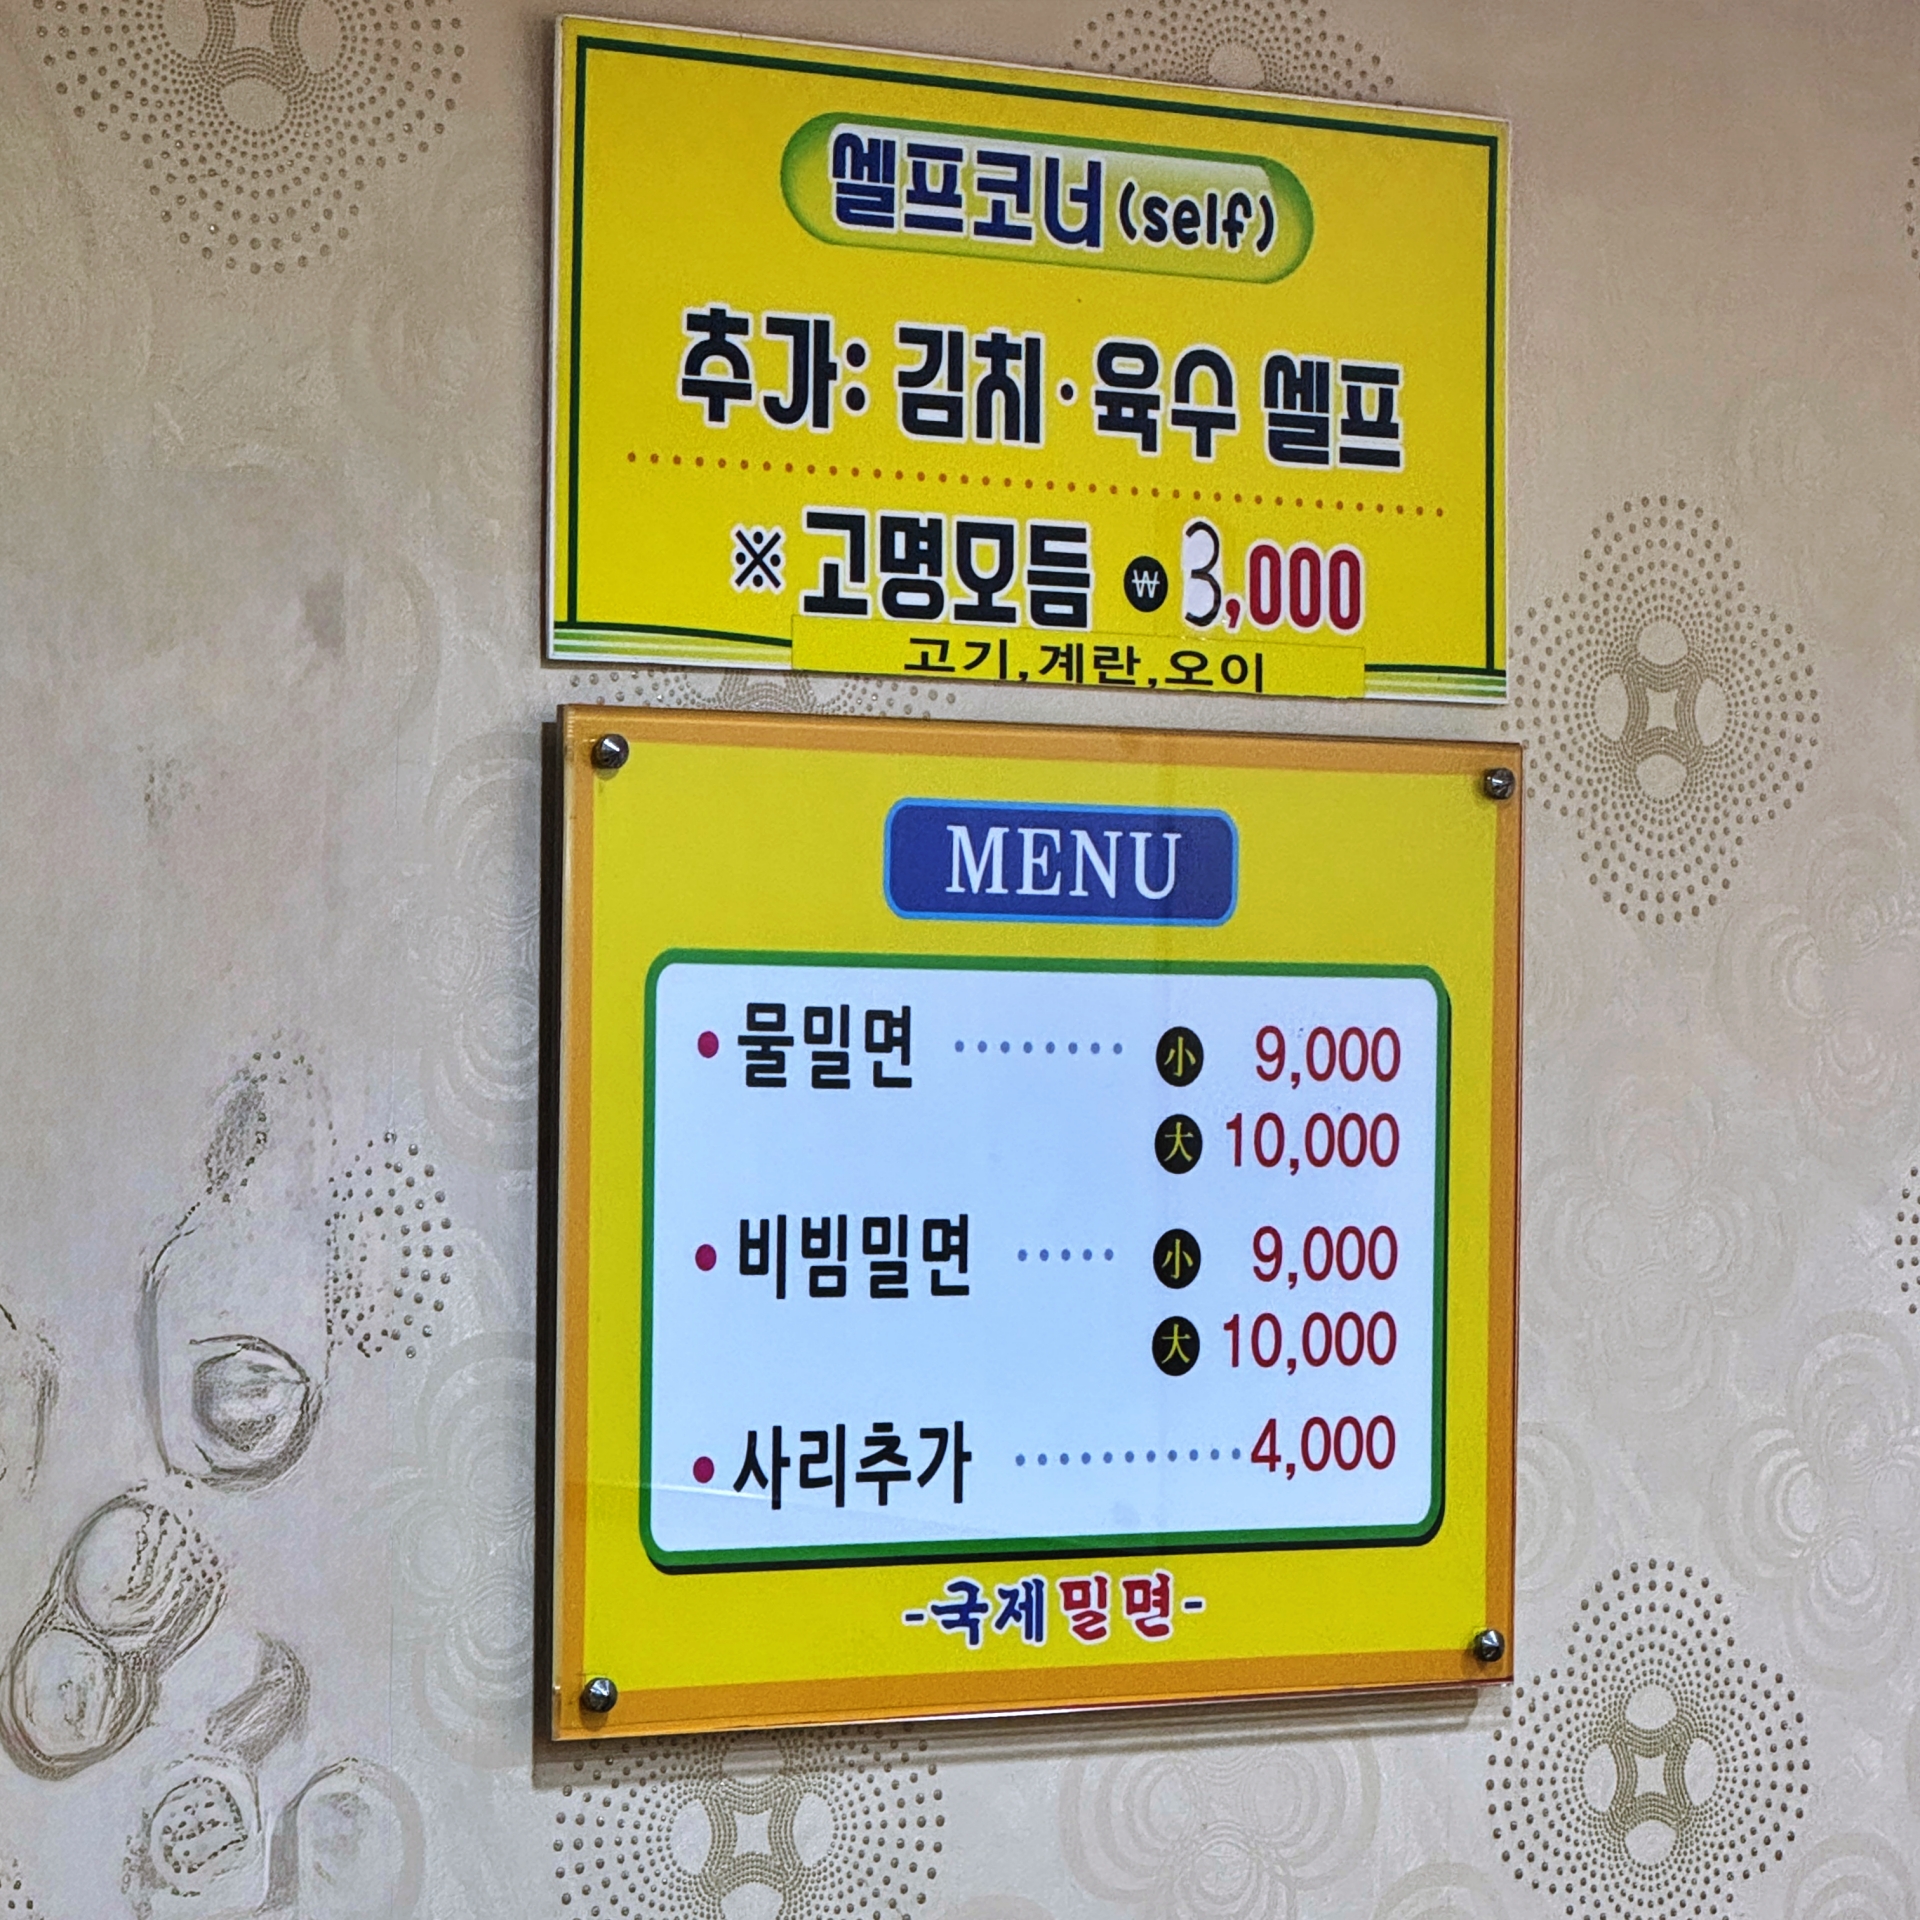 셀프코너 (self)
추가: 김치·육수 셀프
※ 고명모듬 ₩ 3,000
고기, 계란, 오이
MENU
• 물밀면 ········ 小 9,000
大 10,000
• 비빔밀면 ····· 小 9,000
大 10,000
• 사리추가 ··········· 4,000
-국제밀면-